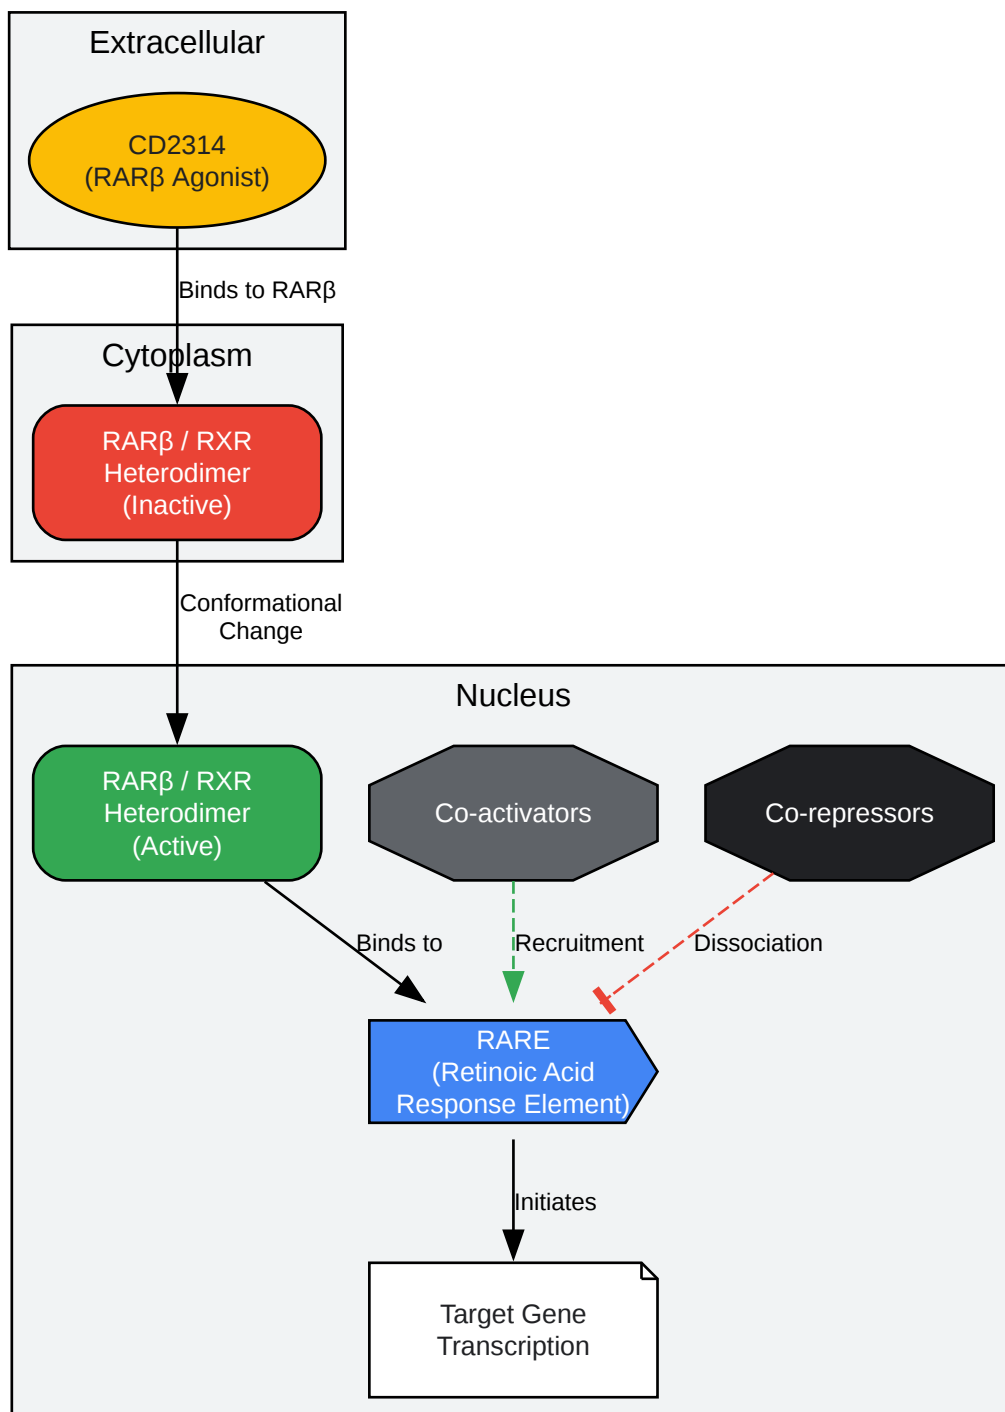 Extracellular
CD2314
(RARβ Agonist)
Binds to RARβ
Cytoplasm
RARβ / RXR
Heterodimer
(Inactive)
Conformational
Change
Nucleus
RARβ / RXR
Heterodimer
(Active)
Co-activators
Co-repressors
Binds to
Recruitment
Dissociation
RARE
(Retinoic Acid
Response Element)
Initiates
Target Gene
Transcription